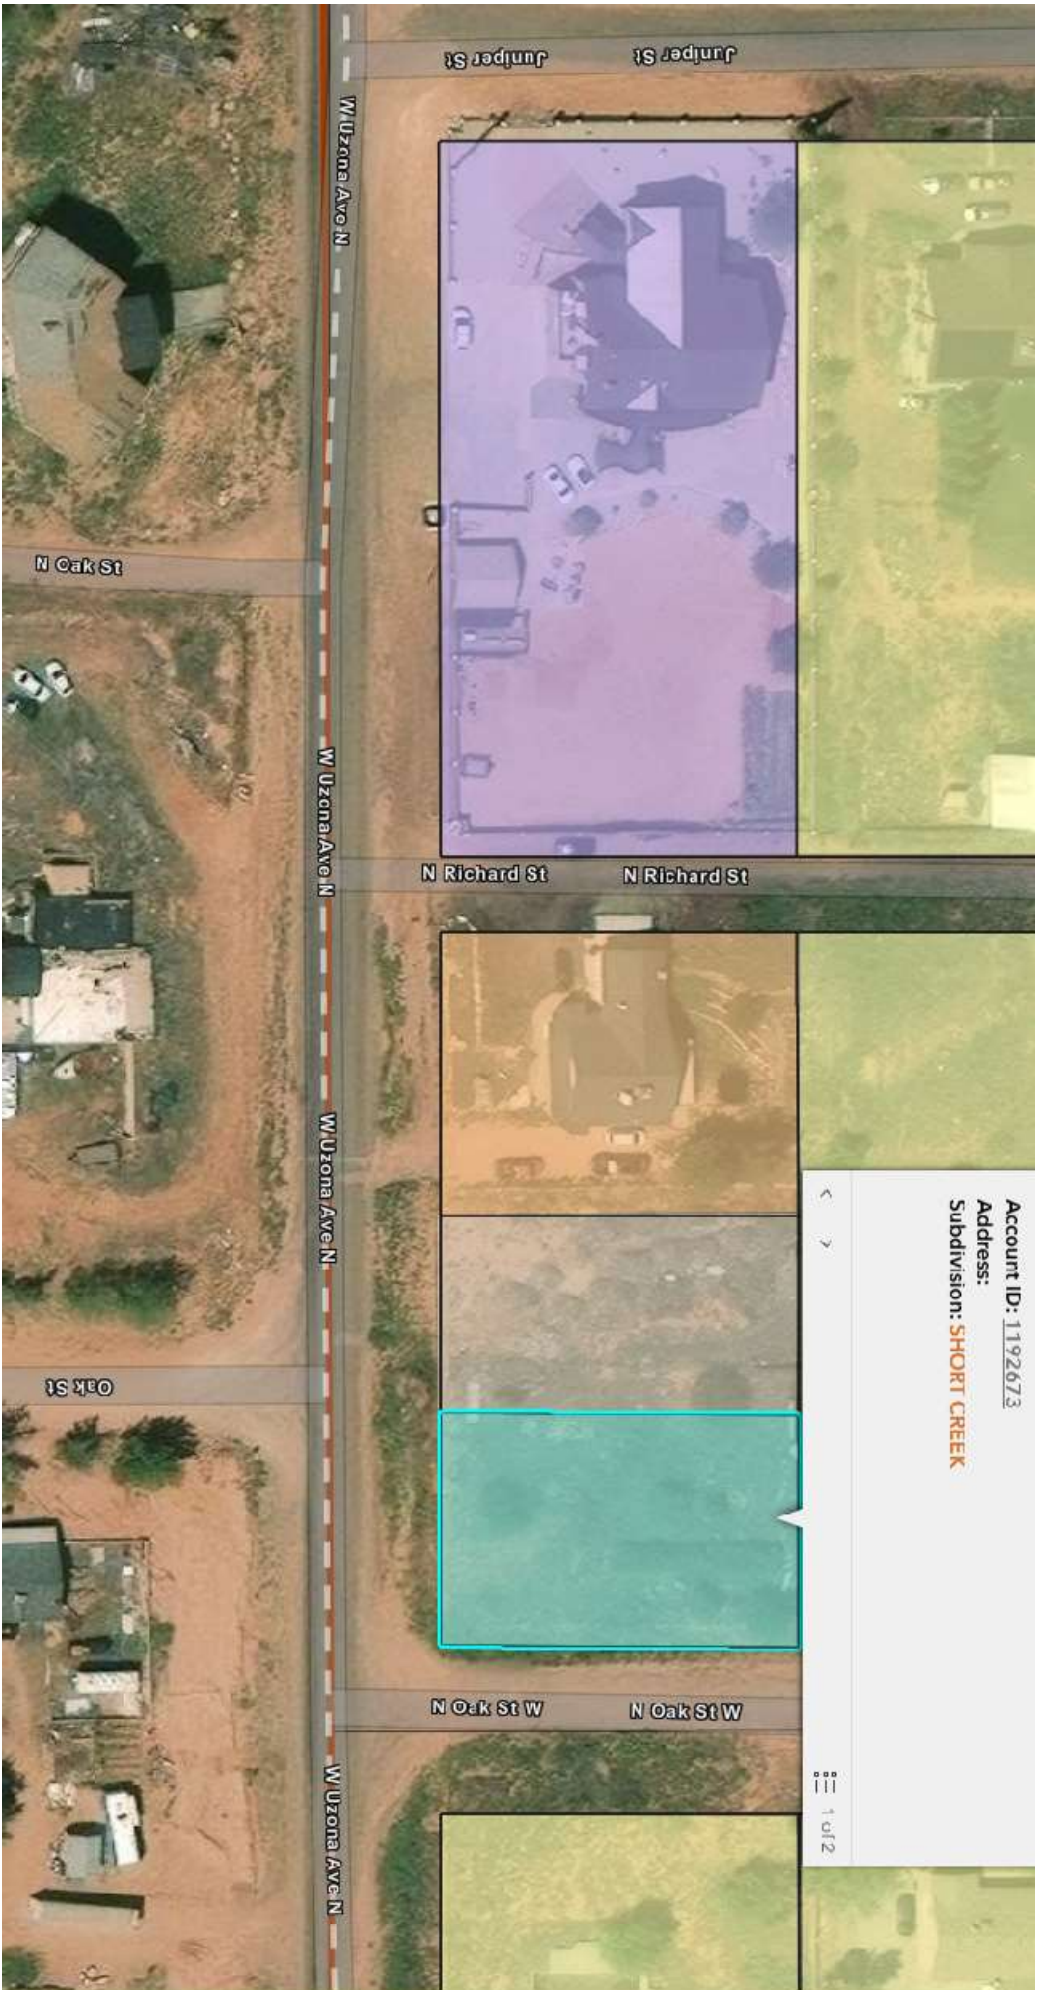 Juniper St
Juniper St
W Uzona Ave N
N Oak St
W Uzona Ave N
N Richard St
N Richard St
W Uzona Ave N
Oak St
N Oak St W
N Oak St W
W Uzona Ave N
Account ID: 1192673
Address:
Subdivision: SHORT CREEK
1 of 2